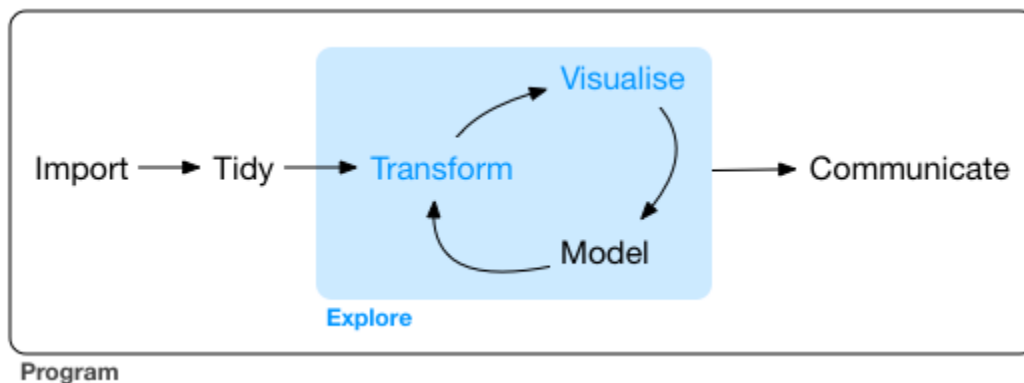 Visualise
Import Tidy Transform Communicate
Model
Explore
Program